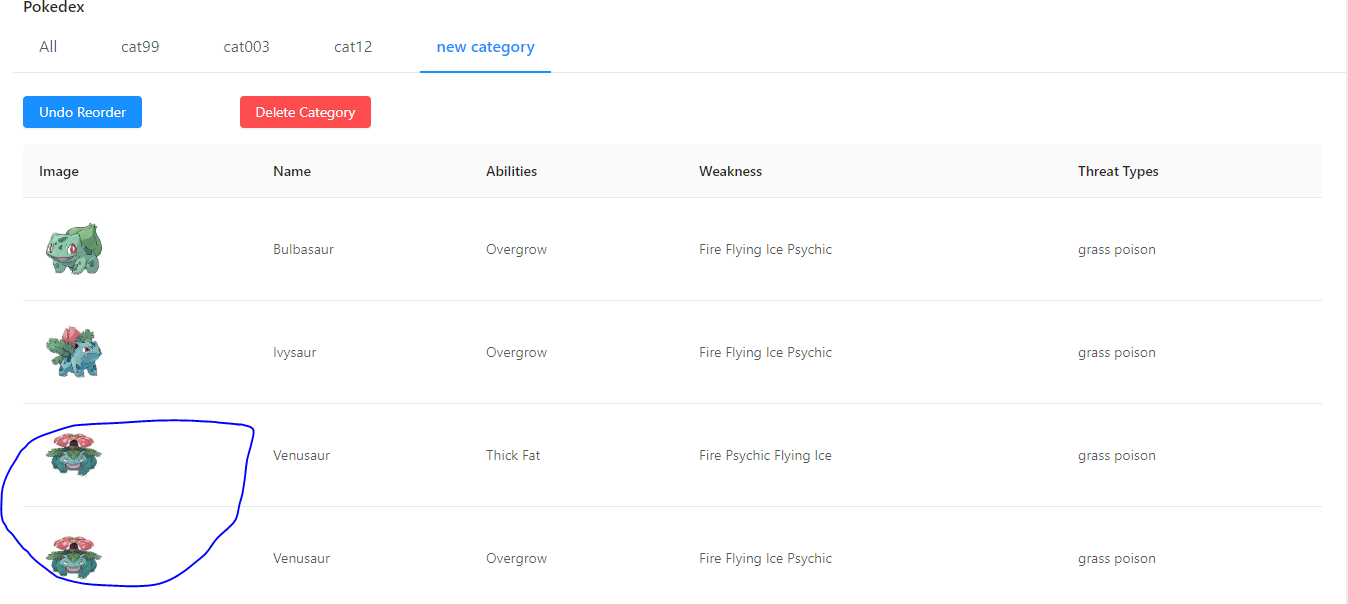 Pokedex
All cat99 cat003 cat12 new category
Undo Reorder Delete Category
Image Name Abilities Weakness Threat Types
Bulbasaur Overgrow Fire Flying Ice Psychic grass poison
Ivysaur Overgrow Fire Flying Ice Psychic grass poison
Venusaur Thick Fat Fire Psychic Flying Ice grass poison
Venusaur Overgrow Fire Flying Ice Psychic grass poison